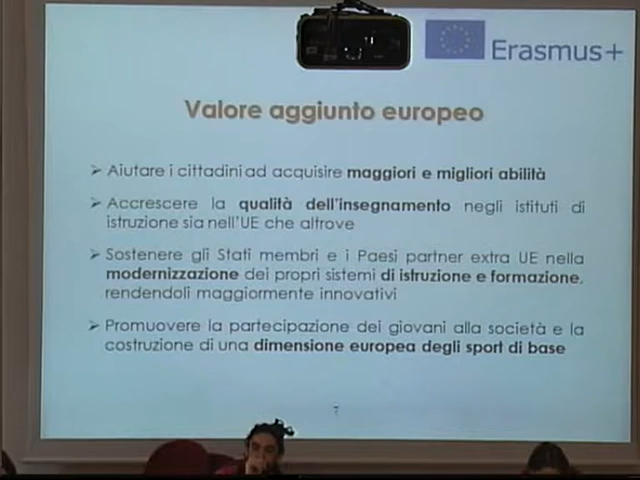 Erasmus+
Valore aggiunto europeo
➢ Aiutare i cittadini ad acquisire maggiori e migliori abilità
➢ Accrescere la qualità dell'insegnamento negli istituti di
istruzione sia nell'UE che altrove
➢ Sostenere gli Stati membri e i Paesi partner extra UE nella
modernizzazione dei propri sistemi di istruzione e formazione,
rendendoli maggiormente innovativi
➢ Promuovere la partecipazione dei giovani alla società e la
costruzione di una dimensione europea degli sport di base
7